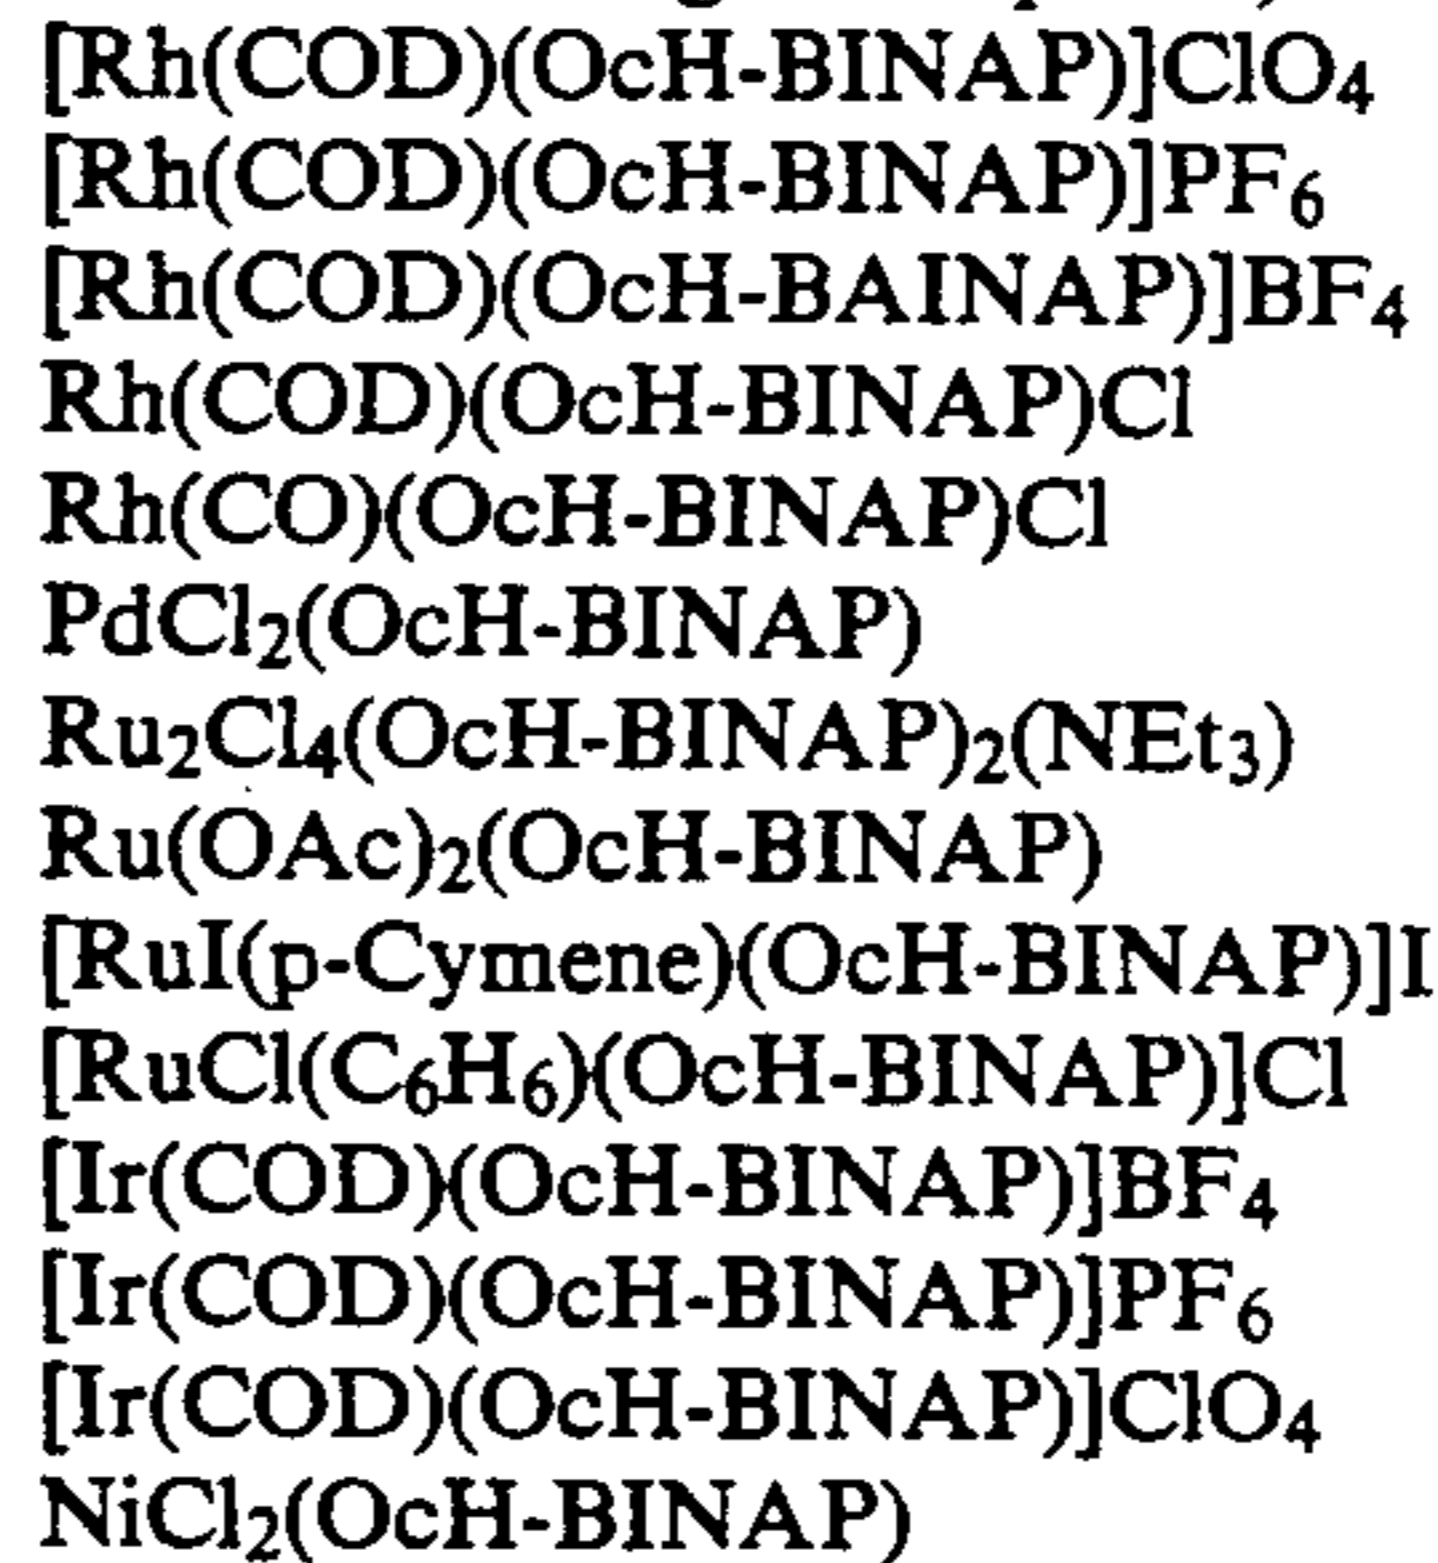 [Rh(COD)(OcH-BINAP)]ClO₄
[Rh(COD)(OcH-BINAP)]PF₆
[Rh(COD)(OcH-BAINAP)]BF₄
Rh(COD)(OcH-BINAP)Cl
Rh(CO)(OcH-BINAP)Cl
PdCl₂(OcH-BINAP)
Ru₂Cl₄(OcH-BINAP)₂(NEt₃)
Ru(OAc)₂(OcH-BINAP)
[RuI(p-Cymene)(OcH-BINAP)]I
[RuCl(C₆H₆)(OcH-BINAP)]Cl
[Ir(COD)(OcH-BINAP)]BF₄
[Ir(COD)(OcH-BINAP)]PF₆
[Ir(COD)(OcH-BINAP)]ClO₄
NiCl₂(OcH-BINAP)